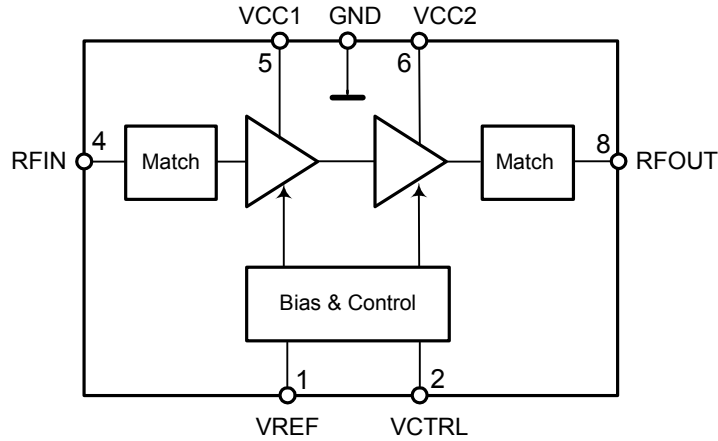 VCC1 GND VCC2
5 6
4 8
RFIN Match Match RFOUT
Bias & Control
1 2
VREF VCTRL